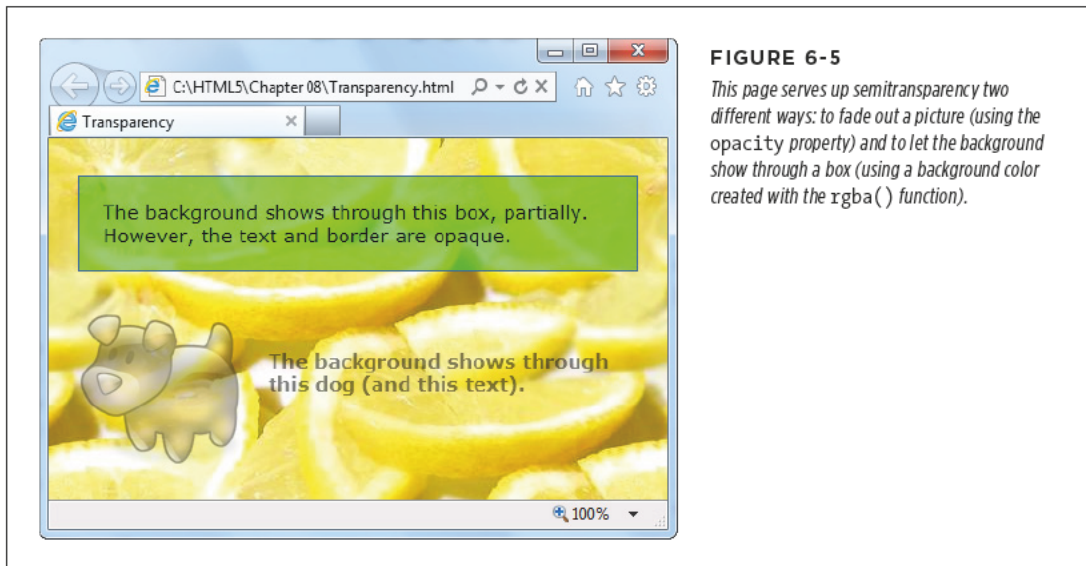 C:\HTML5\Chapter 08\Transparency.html
Transparency
The background shows through this box, partially.
However, the text and border are opaque.
The background shows through
this dog (and this text).
100%
FIGURE 6-5
This page serves up semitransparency two
different ways: to fade out a picture (using the
opacity property) and to let the background
show through a box (using a background color
created with the rgba() function).